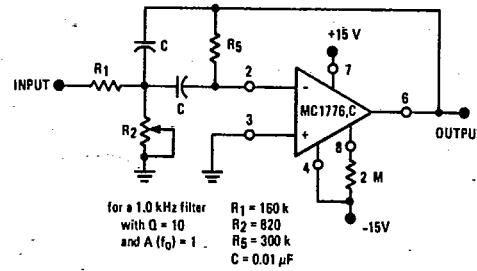 +15 V
C
R5
R1
INPUT
C
2
7
R2
3
MC1776,C
6
OUTPU
4
8
2 M
-15V
for a 1.0 kHz filter
with Q = 10
and A (f0) = 1
R1 = 160 k
R2 = 820
R5 = 300 k
C = 0.01 µF